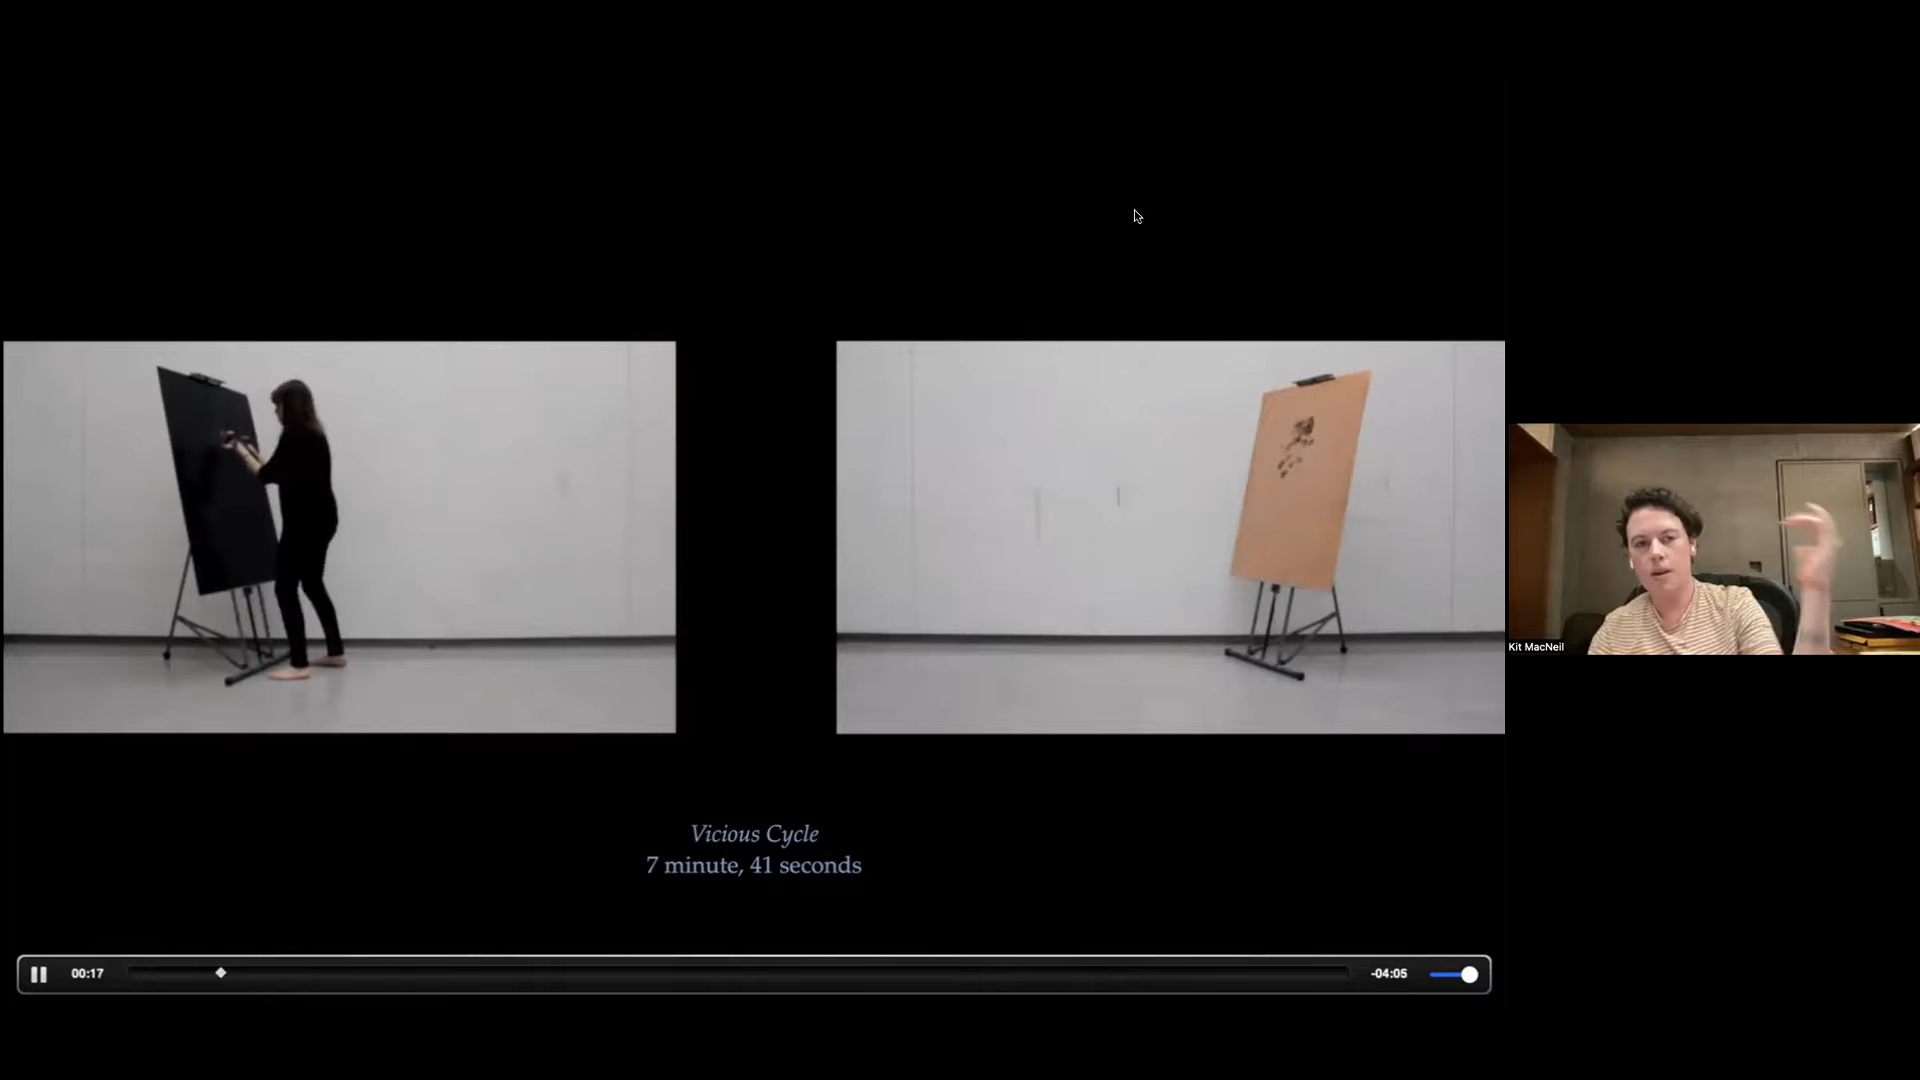 Kit MacNeil
Vicious Cycle
7 minute, 41 seconds
00:17
-04:05